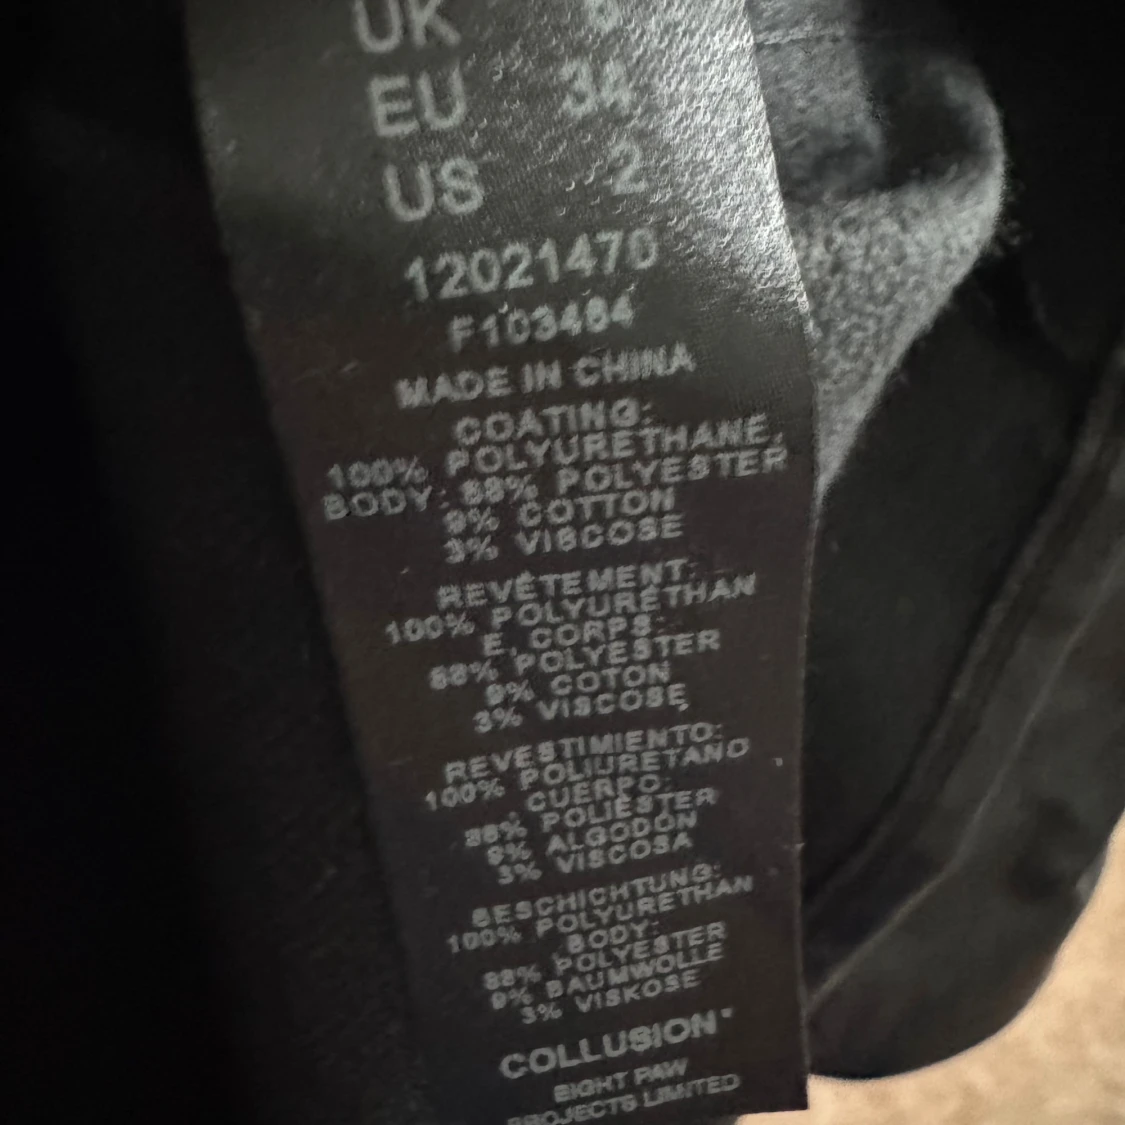 UK 6
EU 34
US 2
12021470
F103484
MADE IN CHINA
COATING:
100% POLYURETHANE,
BODY: 88% POLYESTER
9% COTTON
3% VISCOSE
REVÊTEMENT:
100% POLYURÉTHAN
E, CORPS:
88% POLYESTER
9% COTON
3% VISCOSE
REVESTIMIENTO:
100% POLIURETANO
CUERPO:
88% POLIÉSTER
9% ALGODÓN
3% VISCOSA
BESCHICHTUNG:
100% POLYURETHAN
BODY:
88% POLYESTER
9% BAUMWOLLE
3% VISKOSE
COLLUSION
EIGHT PAW
PROJECTS LIMITED